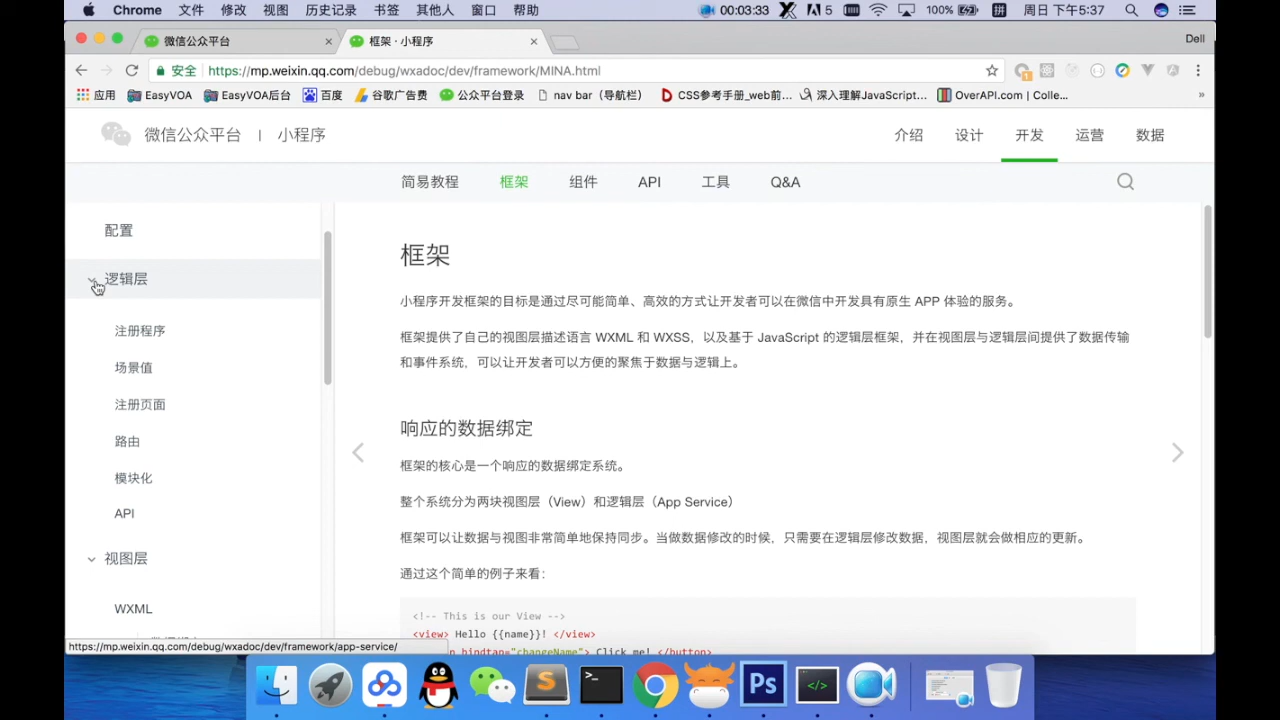 Chrome 文件 修改 视图 历史记录 书签 其他人 窗口 帮助 00:03:33 5 100% 拼 周日 下午5:37
微信公众平台 框架 · 小程序 Dell
安全 https://mp.weixin.qq.com/debug/wxadoc/dev/framework/MINA.html
应用 EasyVOA EasyVOA后台 百度 谷歌广告费 公众平台登录 nav bar（导航栏） CSS参考手册_web前... 深入理解JavaScript... OverAPI.com | Colle... »
微信公众平台 | 小程序 介绍 设计 开发 运营 数据
简易教程 框架 组件 API 工具 Q&A
配置
逻辑层
注册程序
场景值
注册页面
路由
模块化
API
视图层
WXML
https://mp.weixin.qq.com/debug/wxadoc/dev/framework/app-service/
框架
小程序开发框架的目标是通过尽可能简单、高效的方式让开发者可以在微信中开发具有原生 APP 体验的服务。
框架提供了自己的视图层描述语言 WXML 和 WXSS，以及基于 JavaScript 的逻辑层框架，并在视图层与逻辑层间提供了数据传输
和事件系统，可以让开发者可以方便的聚焦于数据与逻辑上。
响应的数据绑定
框架的核心是一个响应的数据绑定系统。
整个系统分为两块视图层（View）和逻辑层（App Service）
框架可以让数据与视图非常简单地保持同步。当做数据修改的时候，只需要在逻辑层修改数据，视图层就会做相应的更新。
通过这个简单的例子来看：
<!-- This is our View -->
<view> Hello {{name}}! </view>
n bindtap="changeName"> Click me! </button>
S >_ Ps </>